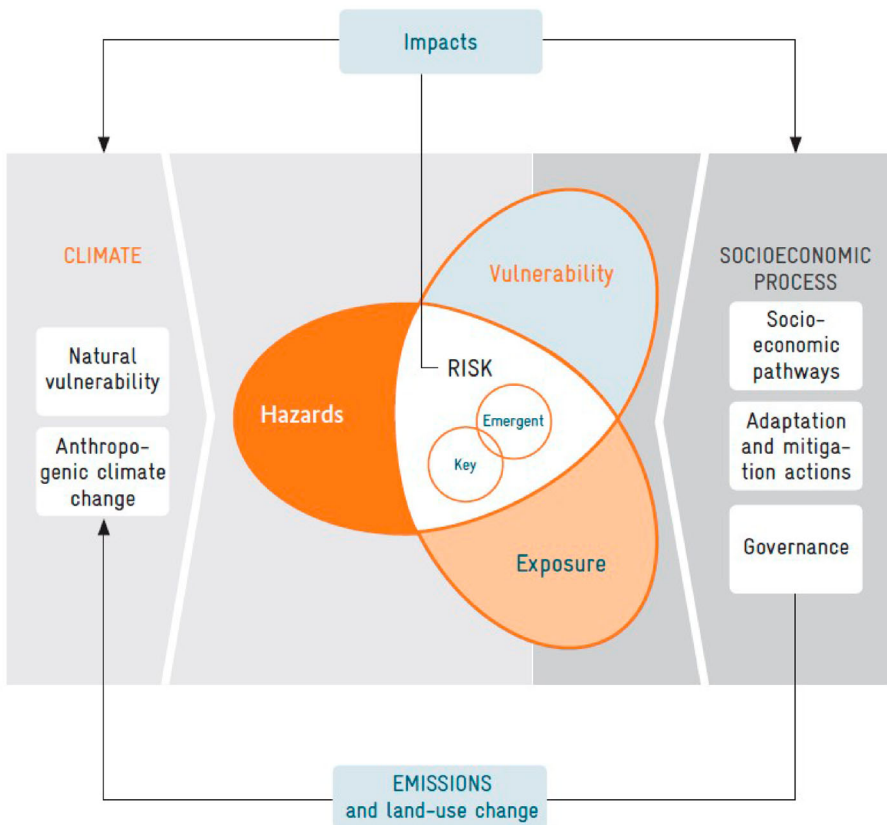 Impacts
CLIMATE
Natural
vulnerability
Anthropo-
genic climate
change
Hazards
Vulnerability
RISK
Emergent
Key
Exposure
SOCIOECONOMIC
PROCESS
Socio-
economic
pathways
Adaptation
and mitiga-
tion actions
Governance
EMISSIONS
and land-use change